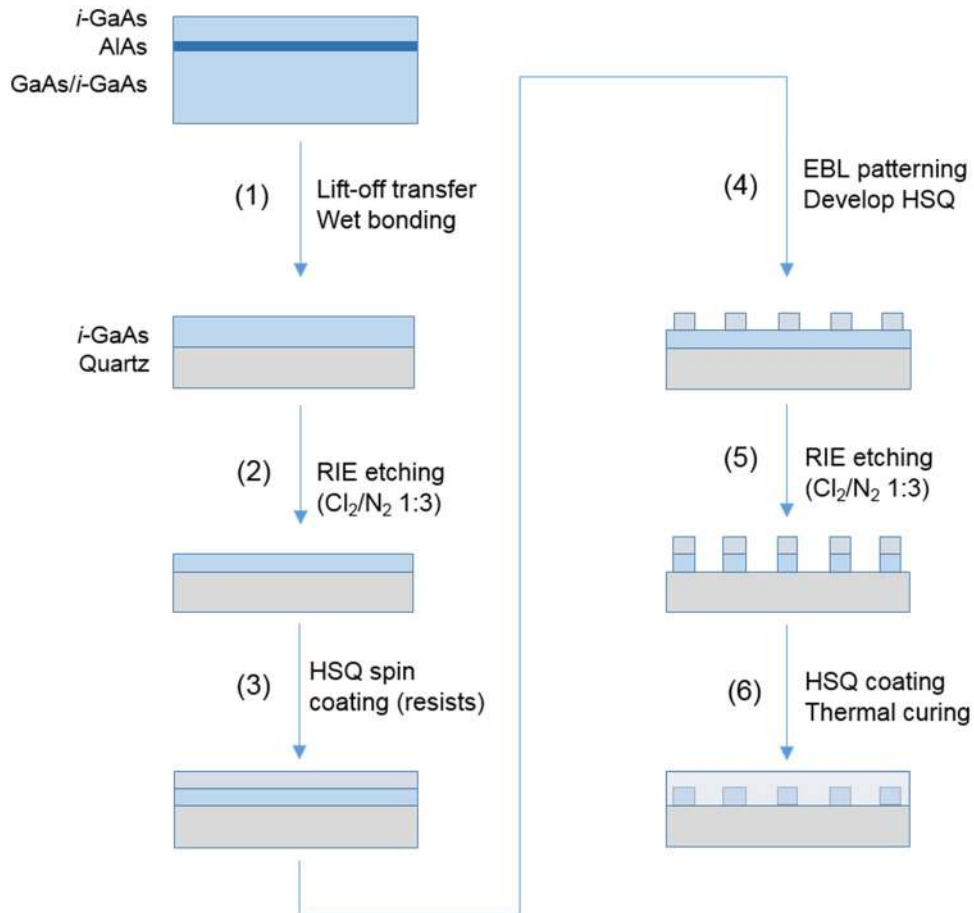 i-GaAs
AlAs
GaAs/i-GaAs
(1)
Lift-off transfer
Wet bonding
i-GaAs
Quartz
(2)
RIE etching
(Cl₂/N₂ 1:3)
(3)
HSQ spin
coating (resists)
(4)
EBL patterning
Develop HSQ
(5)
RIE etching
(Cl₂/N₂ 1:3)
(6)
HSQ coating
Thermal curing